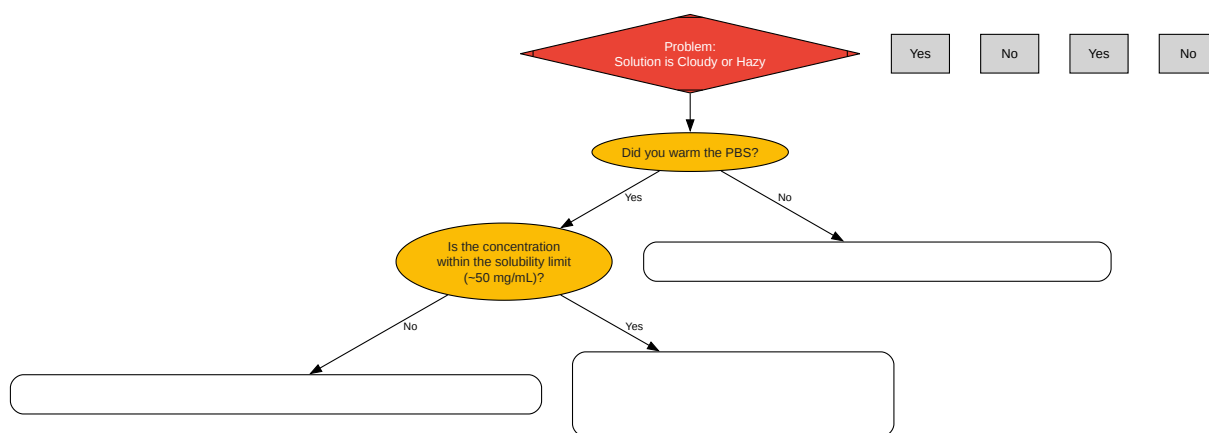 Problem:
Solution is Cloudy or Hazy
Yes
No
Yes
No
Did you warm the PBS?
Yes
No
Is the concentration
within the solubility limit
(~50 mg/mL)?
No
Yes